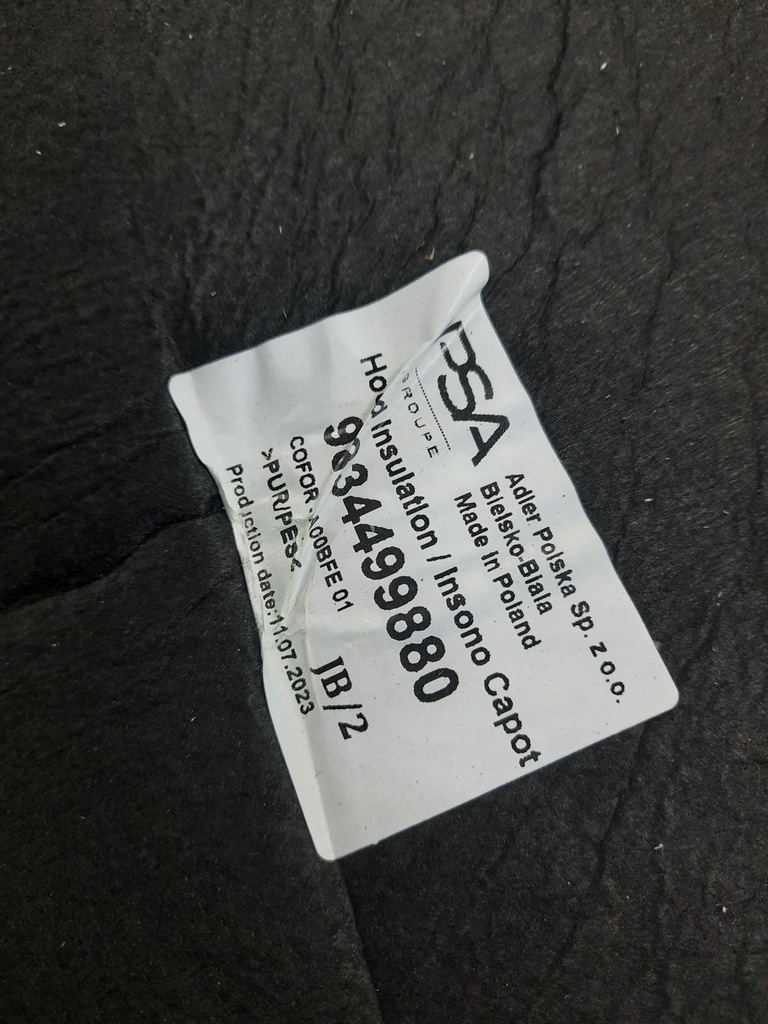 PSA
GROUPE
Adler Polska Sp. z o.o.
Bielsko-Biala
Made in Poland
Hood Insulation / Insono Capot
9834499880
COFOR : A00BFE 01
>PUR/PES<
JB/2
Production date:11.07.2023